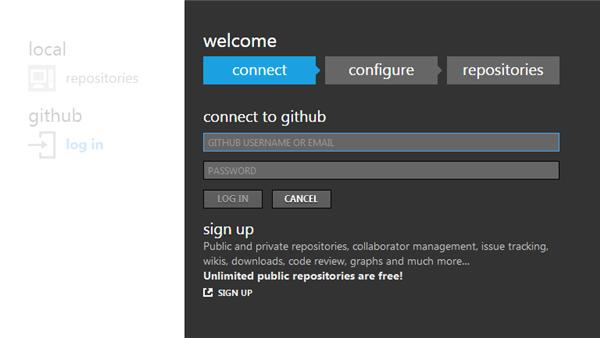 local
repositories
github
log in
welcome
connect configure repositories
connect to github
GITHUB USERNAME OR EMAIL
PASSWORD
LOG IN CANCEL
sign up
Public and private repositories, collaborator management, issue tracking,
wikis, downloads, code review, graphs and much more...
Unlimited public repositories are free!
SIGN UP